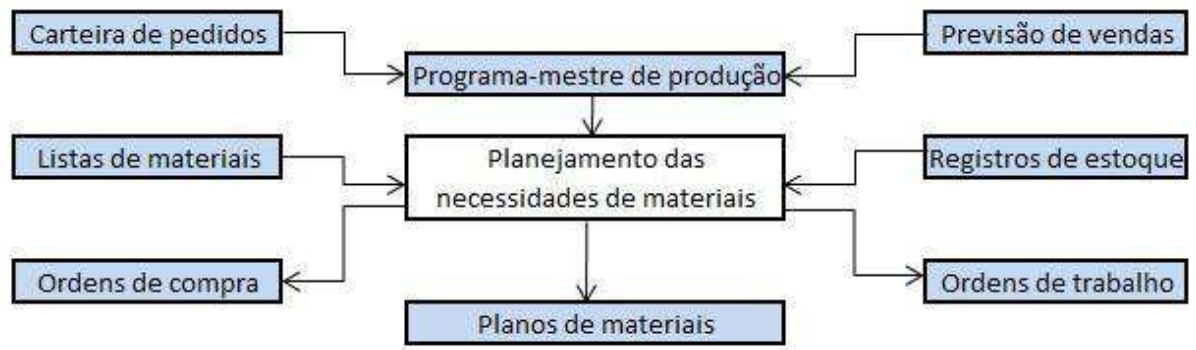 Carteira de pedidos
Previsão de vendas
Programa-mestre de produção
Listas de materiais
Planejamento das
necessidades de materiais
Registros de estoque
Ordens de compra
Ordens de trabalho
Planos de materiais